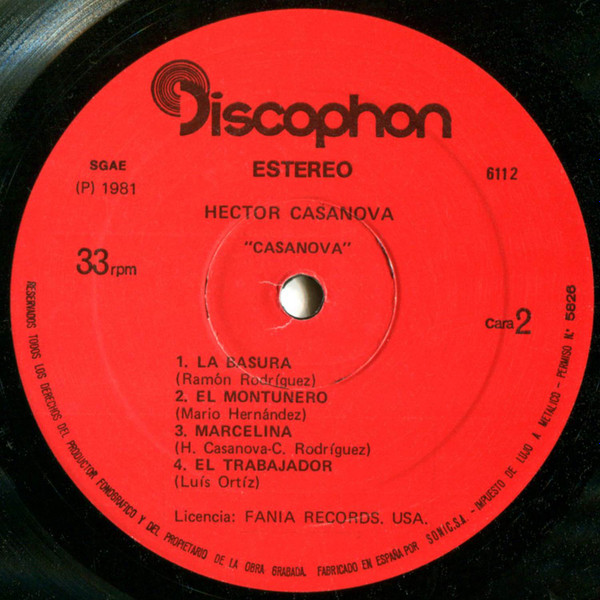 Discophon
SGAE
ESTEREO
6112
(P) 1981
HECTOR CASANOVA
"CASANOVA"
33 rpm
Cara 2
1. LA BASURA
(Ramón Rodríguez)
2. EL MONTUNERO
(Mario Hernández)
3. MARCELINA
(H. Casanova-C. Rodríguez)
4. EL TRABAJADOR
(Luís Ortíz)
Licencia: FANIA RECORDS. USA.
RESERVADOS TODOS LOS DERECHOS DEL PRODUCTOR FONOGRAFICO Y DEL PROPIETARIO DE LA OBRA GRABADA. FABRICADO EN ESPAÑA POR SONIC, S.A. - IMPUESTO DE LUJO A METALICO - PERMISO N.º 5826